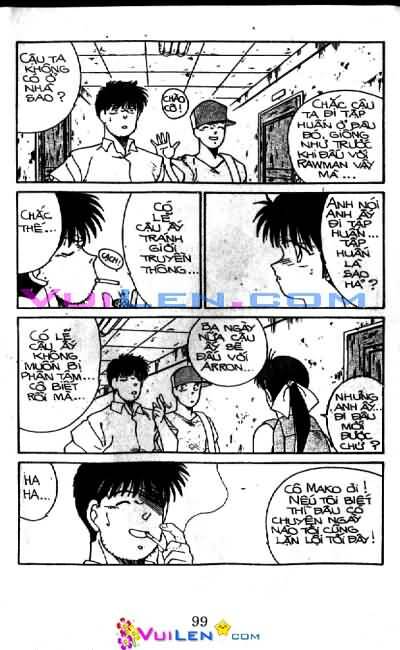 CẬU TA
KHÔNG
CÓ Ở
NHÀ
SAO?
CHÀO
CÔ!
CHẮC CẬU
TA ĐI TẬP
HUẤN Ở ĐÂU
ĐÓ, GIỐNG
NHƯ TRƯỚC
KHI ĐẤU VỚI
RAWMAN VẬY
MÀ....
CHẮC
THẾ...
CẠCH!
CÓ
LẼ
CẬU ẤY
TRÁNH
GIỚI
TRUYỀN
THÔNG...
ANH NÓI
ANH ẤY
ĐI TẬP
HUẤN...
TẬP
HUẤN
LÀ
SAO
HẢ?
VUILEN.COM
CÓ LẼ
CẬU ẤY
KHÔNG
MUỐN BỊ
PHÂN TÂM...
CÔ BIẾT
RỒI MÀ...
BA NGÀY
NỮA CẬU
ẤY SẼ
ĐẤU VỚI
ARRON...
NHƯNG
ANH ẤY...
ĐI ĐÂU
MỚI
ĐƯỢC
CHỨ?
HA
HA...
CÔ MAKO ƠI!
NẾU TÔI BIẾT
THÌ ĐÂU CÓ
CHUYỆN NGÀY
NÀO TÔI CŨNG
LẶN LỘI TỚI ĐÂY!
99
VUILEN.COM